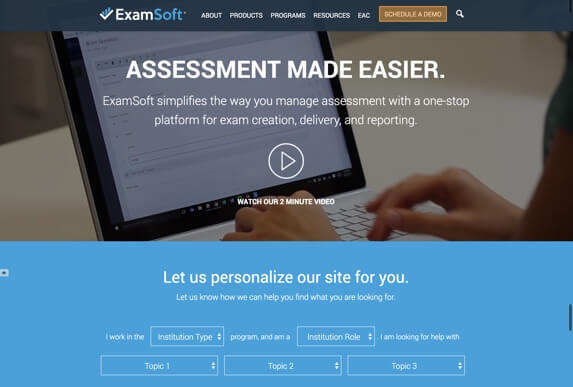 ExamSoft
ABOUT PRODUCTS PROGRAMS RESOURCES EAC SCHEDULE A DEMO
ASSESSMENT MADE EASIER.
ExamSoft simplifies the way you manage assessment with a one-stop
platform for exam creation, delivery, and reporting.
WATCH OUR 2 MINUTE VIDEO
Let us personalize our site for you.
Let us know how we can help you find what you are looking for.
I work in the Institution Type program, and am a Institution Role . I am looking for help with
Topic 1 Topic 2 Topic 3